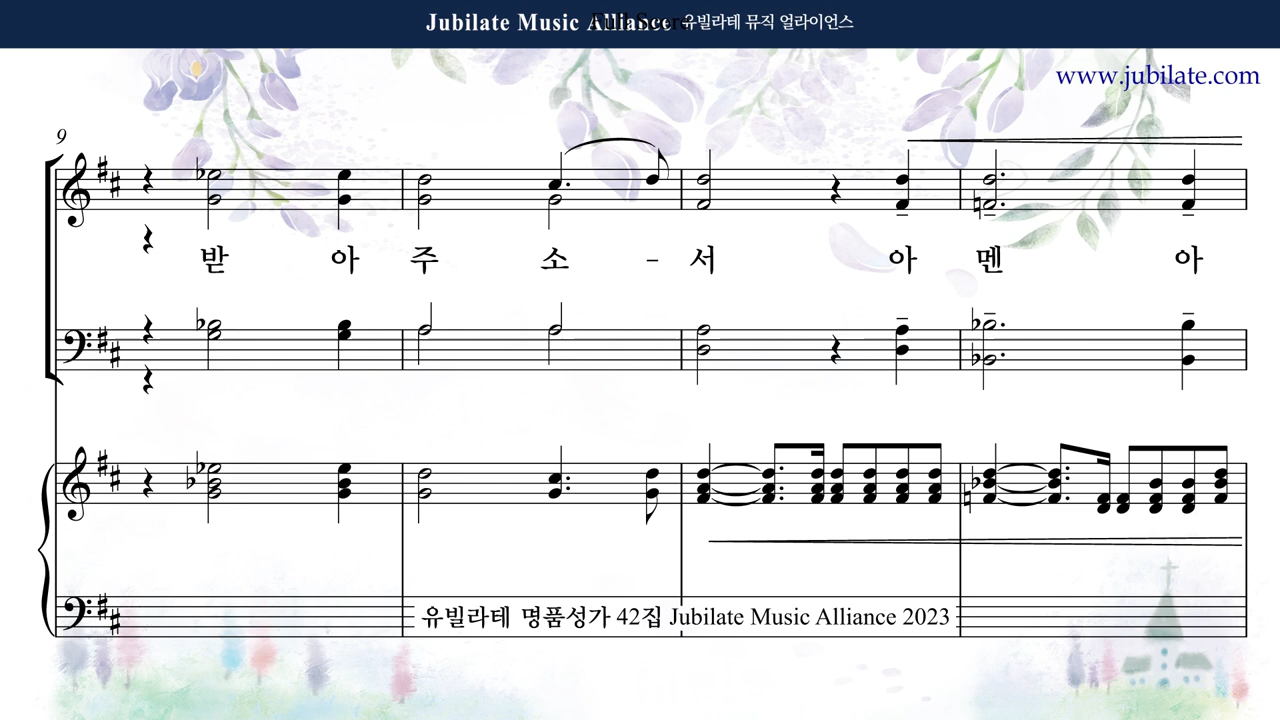 Jubilate Music Alliance 유빌라테 뮤직 얼라이언스
Full Score
www.jubilate.com
9
받 아 주 소 - 서 아 멘 아
유빌라테 명품성가 42집 Jubilate Music Alliance 2023